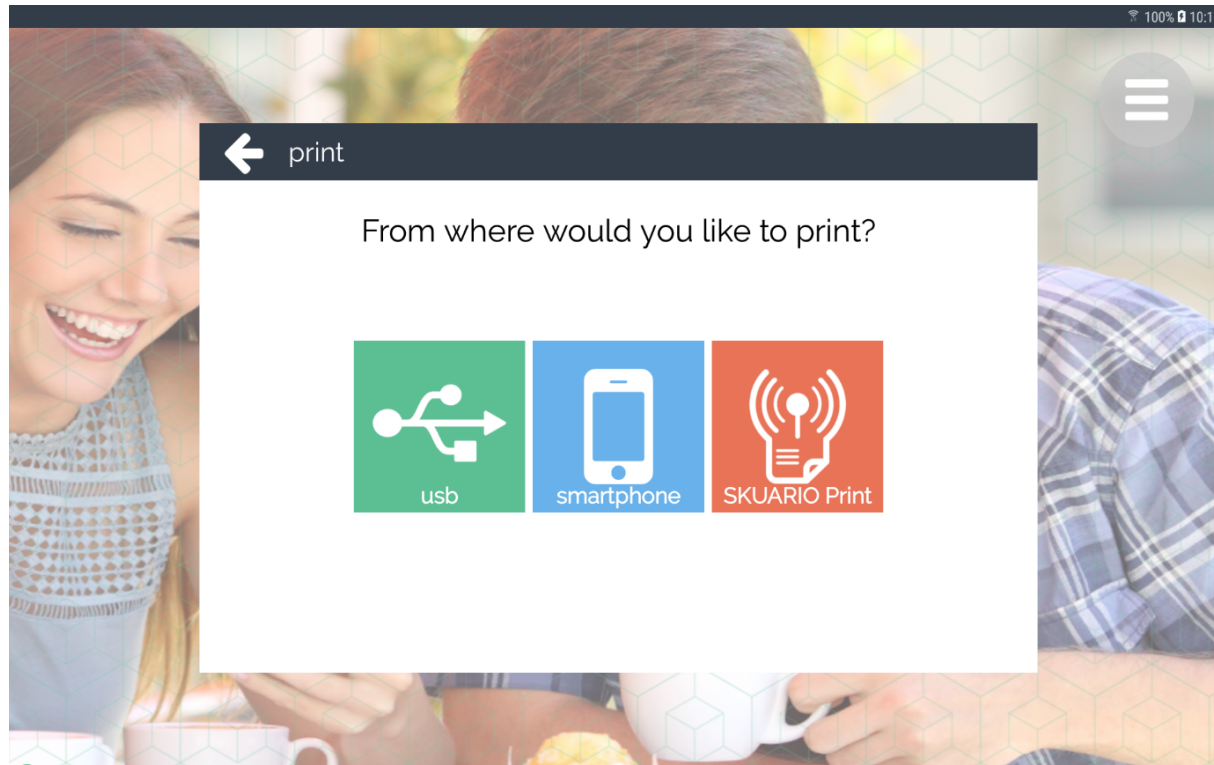 100% 10:1
print
From where would you like to print?
usb
smartphone
SKUARIO Print